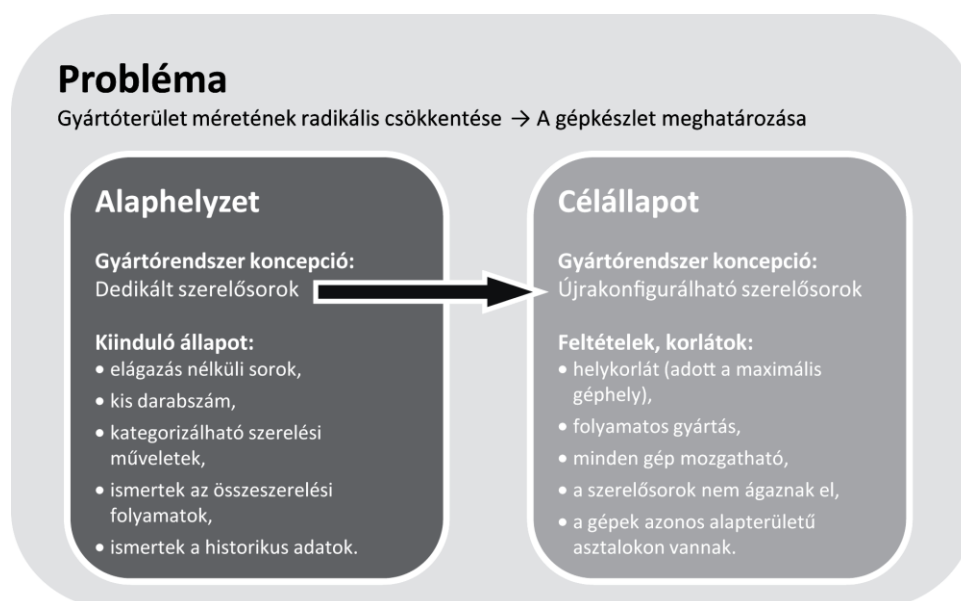 Probléma
Gyártóterület méretének radikális csökkentése → A gépkészlet meghatározása
Alaphelyzet
Gyártórendszer koncepció:
Dedikált szerelősorok
Kiinduló állapot:
• elágazás nélküli sorok,
• kis darabszám,
• kategorizálható szerelési
műveletek,
• ismertek az összeszerelési
folyamatok,
• ismertek a historikus adatok.
Célállapot
Gyártórendszer koncepció:
Újrakonfigurálható szerelősorok
Feltételek, korlátok:
• helykorlát (adott a maximális
géphely),
• folyamatos gyártás,
• minden gép mozgatható,
• a szerelősorok nem ágaznak el,
• a gépek azonos alapterületű
asztalokon vannak.